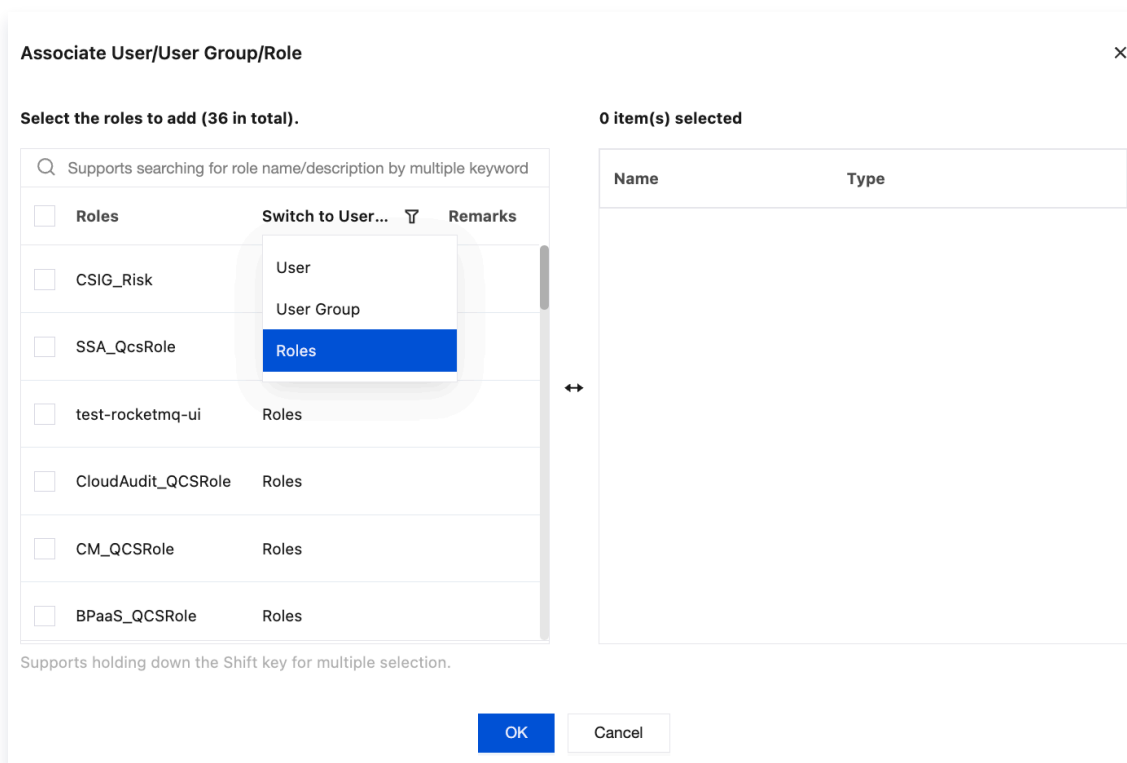 Associate User/User Group/Role
Select the roles to add (36 in total).
Supports searching for role name/description by multiple keyword
Roles Switch to User... Remarks
User
User Group
Roles
CSIG_Risk
SSA_QcsRole
test-rocketmq-ui Roles
CloudAudit_QCSRole Roles
CM_QCSRole Roles
BPaaS_QCSRole Roles
Supports holding down the Shift key for multiple selection.
0 item(s) selected
Name Type
OK Cancel